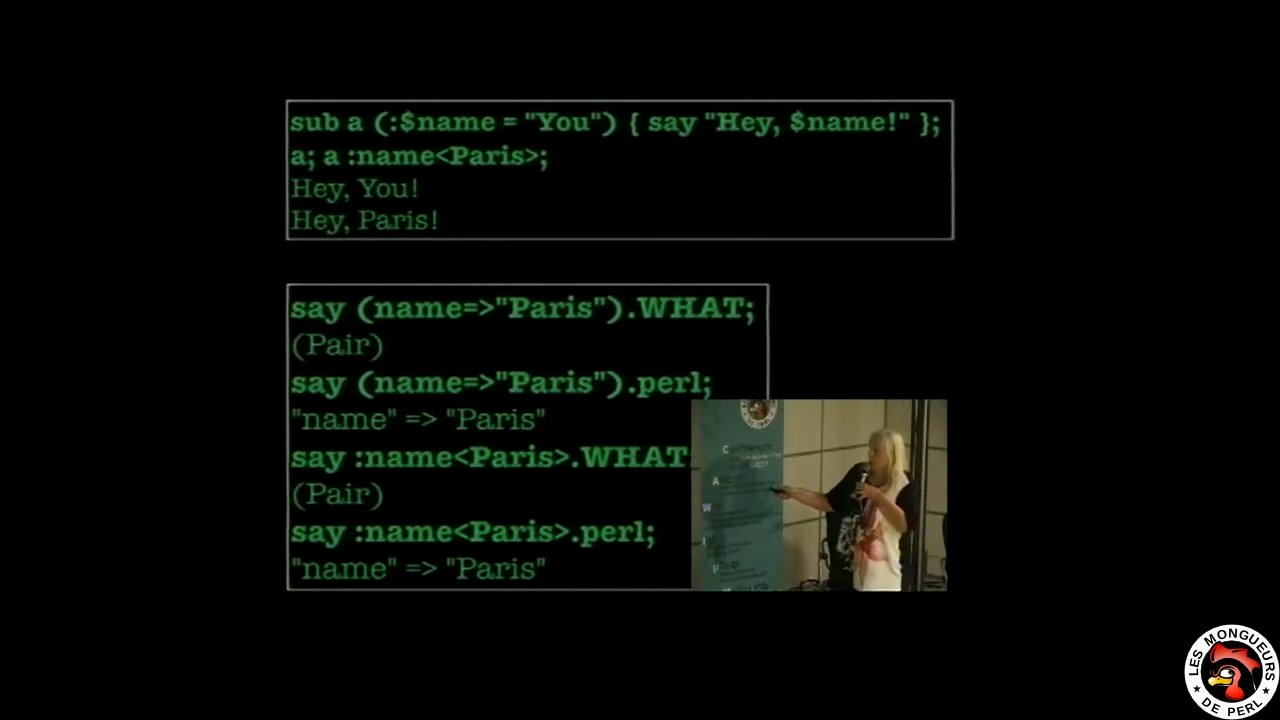 sub a (:$name = "You") { say "Hey, $name!" };
a; a :name<Paris>;
Hey, You!
Hey, Paris!
say (name=>"Paris").WHAT;
(Pair)
say (name=>"Paris").perl;
"name" => "Paris"
say :name<Paris>.WHAT
(Pair)
say :name<Paris>.perl;
"name" => "Paris"
LES MONGUEURS
DE PERL